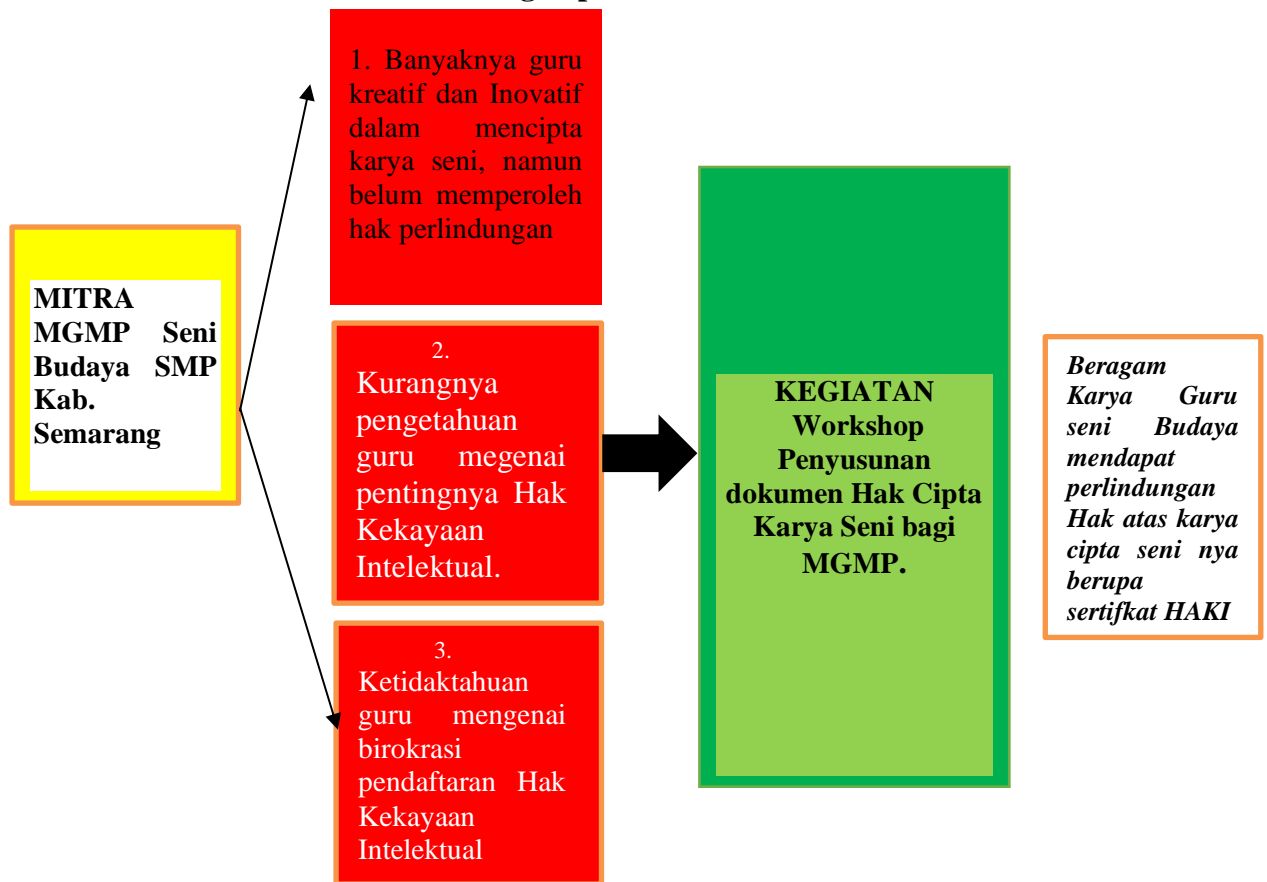 MITRA
MGMP Seni
Budaya SMP
Kab.
Semarang
1. Banyaknya guru
kreatif dan Inovatif
dalam mencipta
karya seni, namun
belum memperoleh
hak perlindungan
2.
Kurangnya
pengetahuan
guru megenai
pentingnya Hak
Kekayaan
Intelektual.
3.
Ketidaktahuan
guru mengenai
birokrasi
pendaftaran Hak
Kekayaan
Intelektual
KEGIATAN
Workshop
Penyusunan
dokumen Hak Cipta
Karya Seni bagi
MGMP.
Beragam
Karya Guru
seni Budaya
mendapat
perlindungan
Hak atas karya
cipta seni nya
berupa
sertifkat HAKI